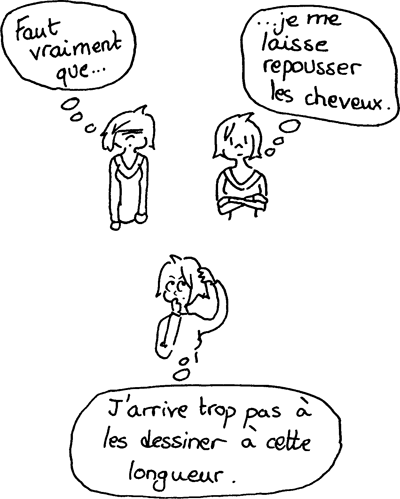 Faut
vraiment
que...
...je me
laisse
repousser
les cheveux.
J'arrive trop pas à
les dessiner à cette
longueur.